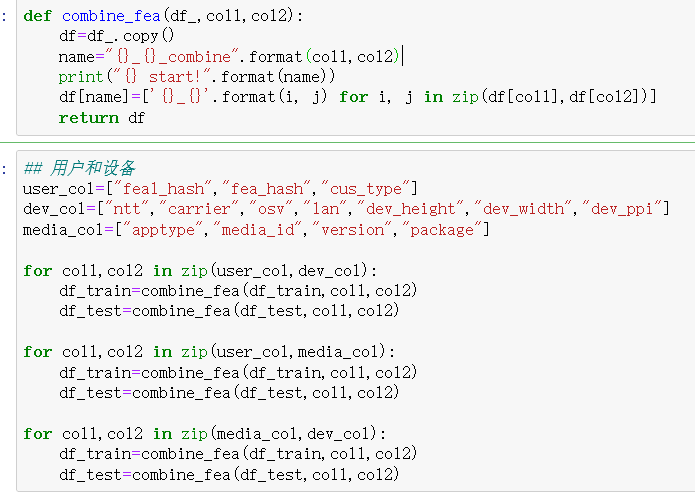 : def combine_fea(df_,col1,col2):
df=df_.copy()
name="{}_{}_combine".format(col1,col2)
print("{} start!".format(name))
df[name]=['{}_{}'.format(i, j) for i, j in zip(df[col1],df[col2])]
return df
: ## 用户和设备
user_col=["fea1_hash","fea_hash","cus_type"]
dev_col=["ntt","carrier","osv","lan","dev_height","dev_width","dev_ppi"]
media_col=["apptype","media_id","version","package"]
for col1,col2 in zip(user_col,dev_col):
df_train=combine_fea(df_train,col1,col2)
df_test=combine_fea(df_test,col1,col2)
for col1,col2 in zip(user_col,media_col):
df_train=combine_fea(df_train,col1,col2)
df_test=combine_fea(df_test,col1,col2)
for col1,col2 in zip(media_col,dev_col):
df_train=combine_fea(df_train,col1,col2)
df_test=combine_fea(df_test,col1,col2)